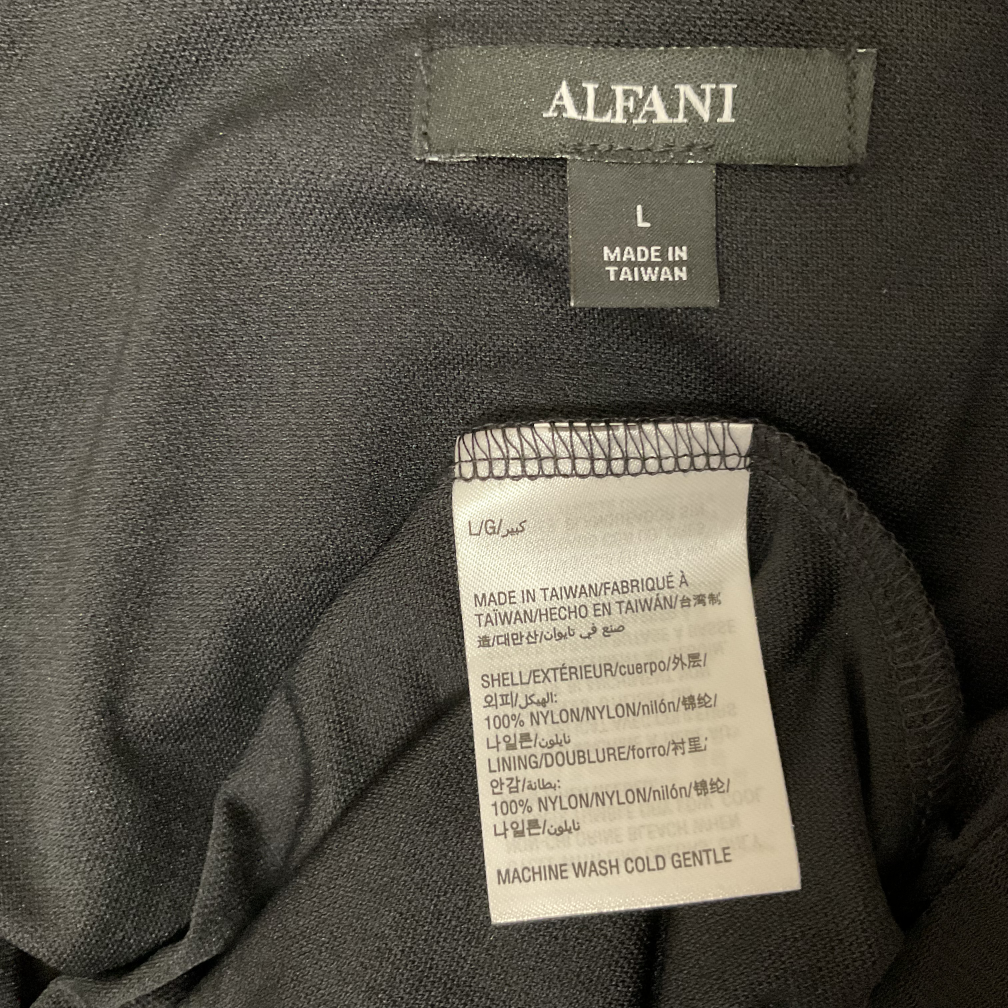 ALFANI
L
MADE IN
TAIWAN
L/G/كبير
MADE IN TAIWAN/FABRIQUÉ À
TAÏWAN/HECHO EN TAIWÁN/台湾制
造/대만산/صنع في تايوان
SHELL/EXTÉRIEUR/cuerpo/外层/
외피/الهيكل:
100% NYLON/NYLON/nilón/锦纶/
나일론/نايلون
LINING/DOUBLURE/forro/衬里/
안감/بطانة:
100% NYLON/NYLON/nilón/锦纶/
나일론/نايلون
MACHINE WASH COLD GENTLE